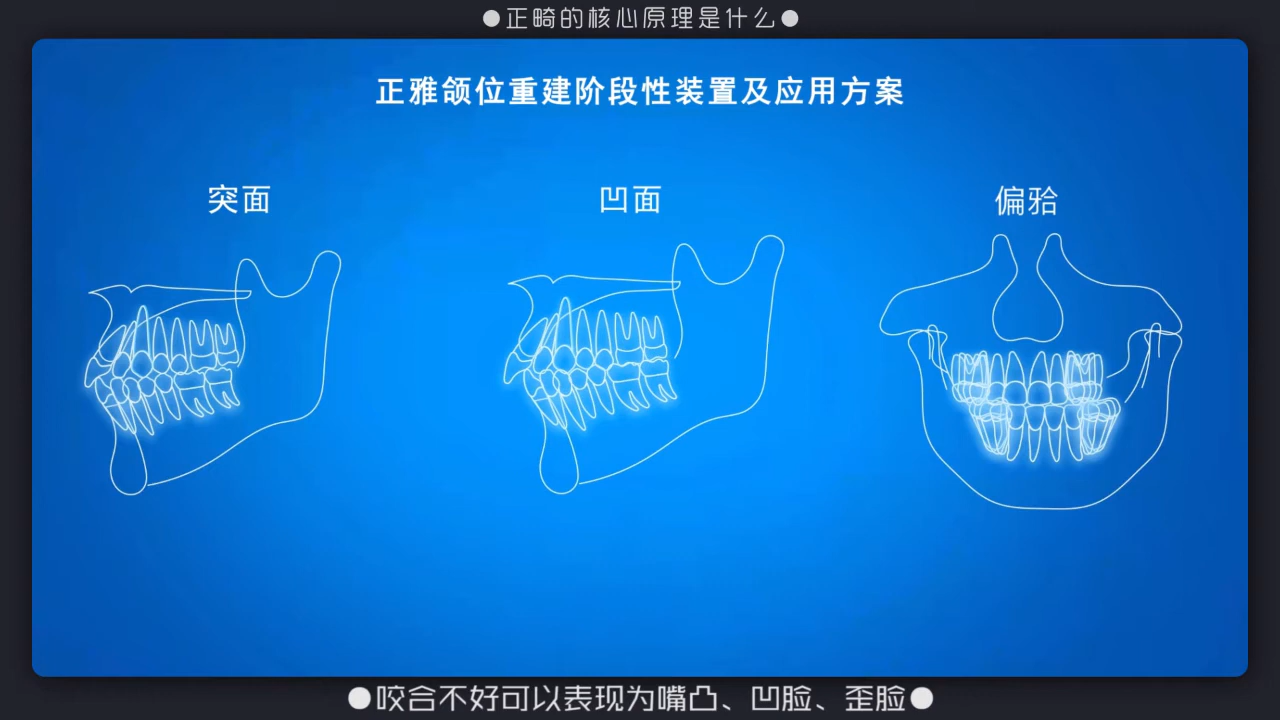 ●正畸的核心原理是什么●
正雅颌位重建阶段性装置及应用方案
突面
凹面
偏𬌗
●咬合不好可以表现为嘴凸、凹脸、歪脸●